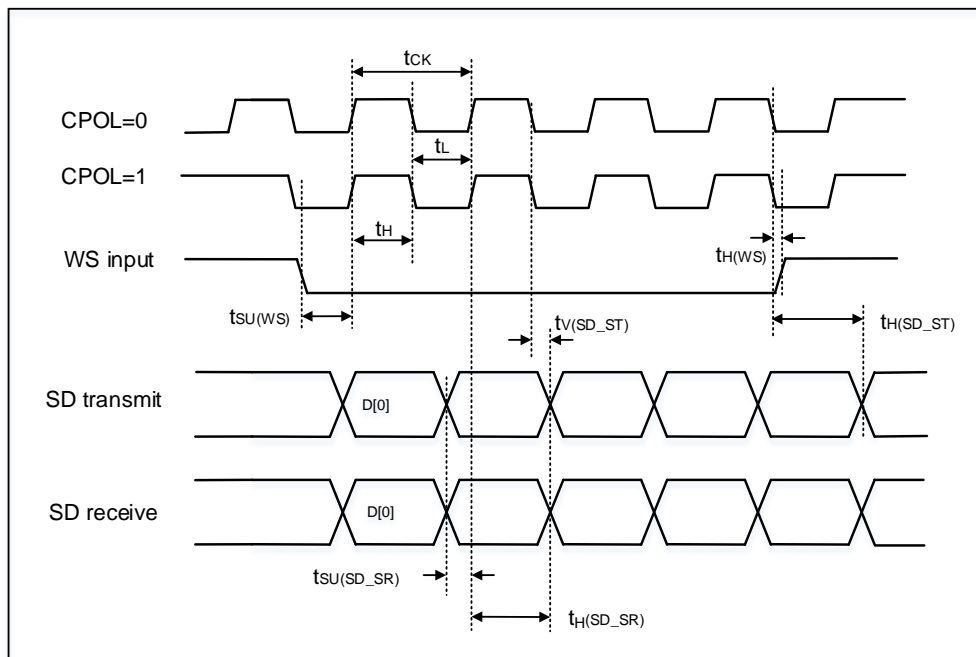 tCK
CPOL=0
tL
CPOL=1
tH
tH(WS)
WS input
tSU(WS)
tV(SD_ST)
tH(SD_ST)
SD transmit
D[0]
SD receive
D[0]
tSU(SD_SR)
tH(SD_SR)